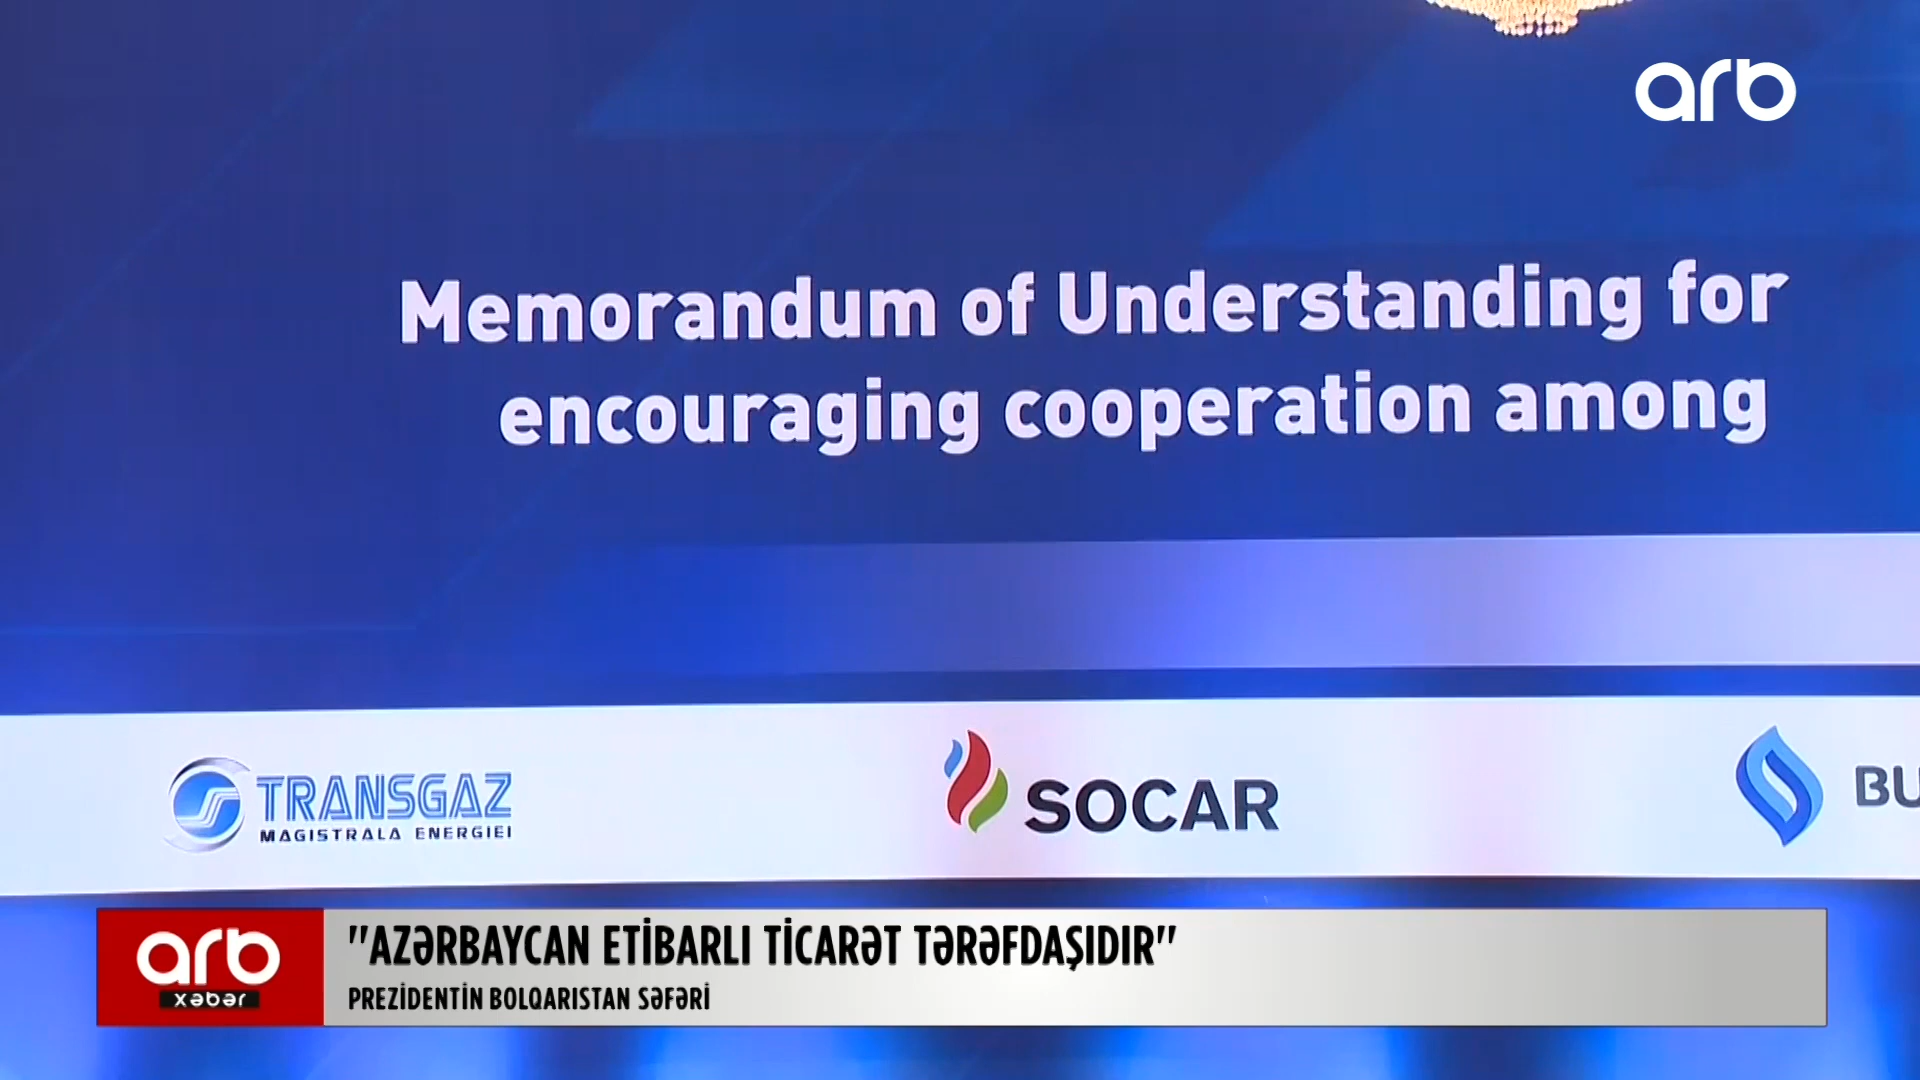 arb
Memorandum of Understanding for
encouraging cooperation among
TRANSGAZ
MAGISTRALA ENERGIEI
SOCAR
BU
arb
xəbər
"AZƏRBAYCAN ETİBARLI TİCARƏT TƏRƏFDAŞIDIR"
PREZİDENTİN BOLQARISTAN SƏFƏRİ